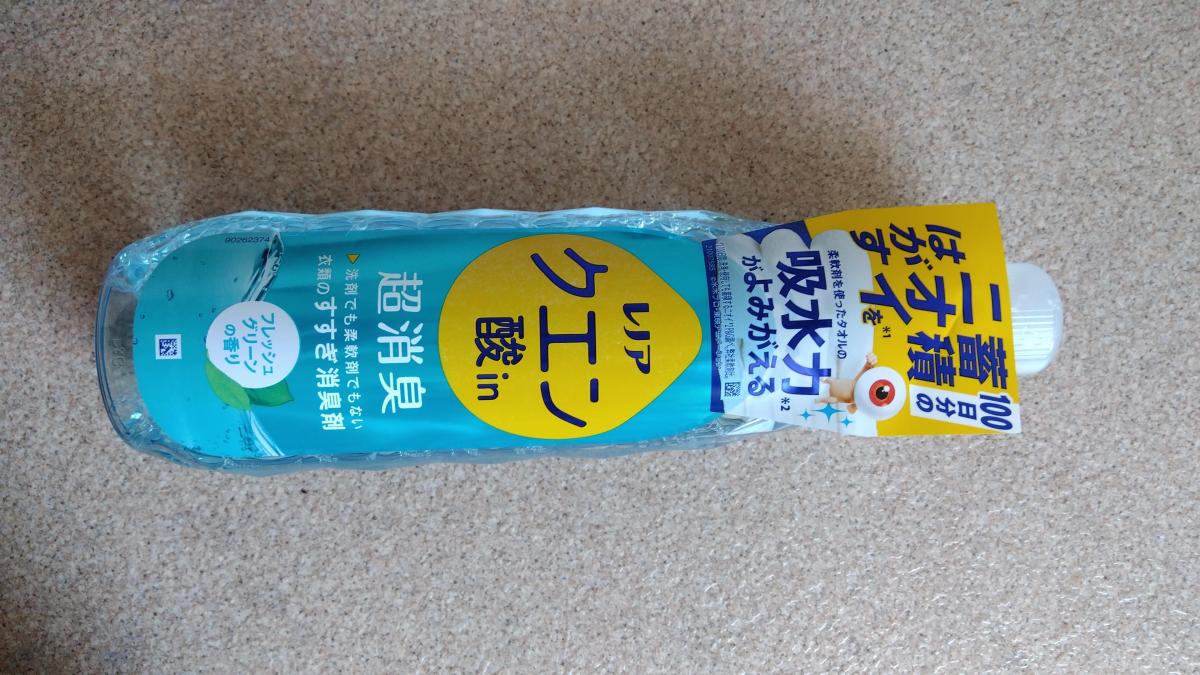 100日分の
蓄積
ニオイを※1
はがす
柔軟剤を使ったタオルの
吸水力※2
がよみがえる
レノア
クエン
酸in
超消臭
▶洗剤でも柔軟剤でもない
衣類のすすぎ消臭剤
フレッシュ
グリーン
の香り
90262374